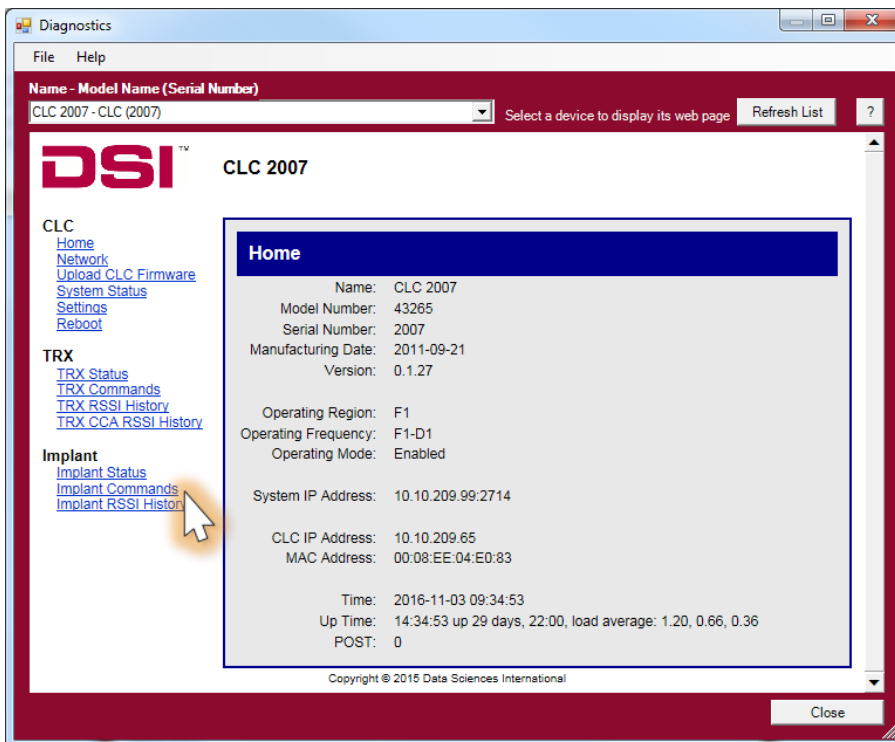 Diagnostics
File Help
Name - Model Name (Serial Number)
CLC 2007 - CLC (2007) Select a device to display its web page Refresh List ?
DSI™ CLC 2007
CLC
Home
Network
Upload CLC Firmware
System Status
Settings
Reboot
TRX
TRX Status
TRX Commands
TRX RSSI History
TRX CCA RSSI History
Implant
Implant Status
Implant Commands
Implant RSSI History
Home
Name: CLC 2007
Model Number: 43265
Serial Number: 2007
Manufacturing Date: 2011-09-21
Version: 0.1.27
Operating Region: F1
Operating Frequency: F1-D1
Operating Mode: Enabled
System IP Address: 10.10.209.99:2714
CLC IP Address: 10.10.209.65
MAC Address: 00:08:EE:04:E0:83
Time: 2016-11-03 09:34:53
Up Time: 14:34:53 up 29 days, 22:00, load average: 1.20, 0.66, 0.36
POST: 0
Copyright © 2015 Data Sciences International
Close